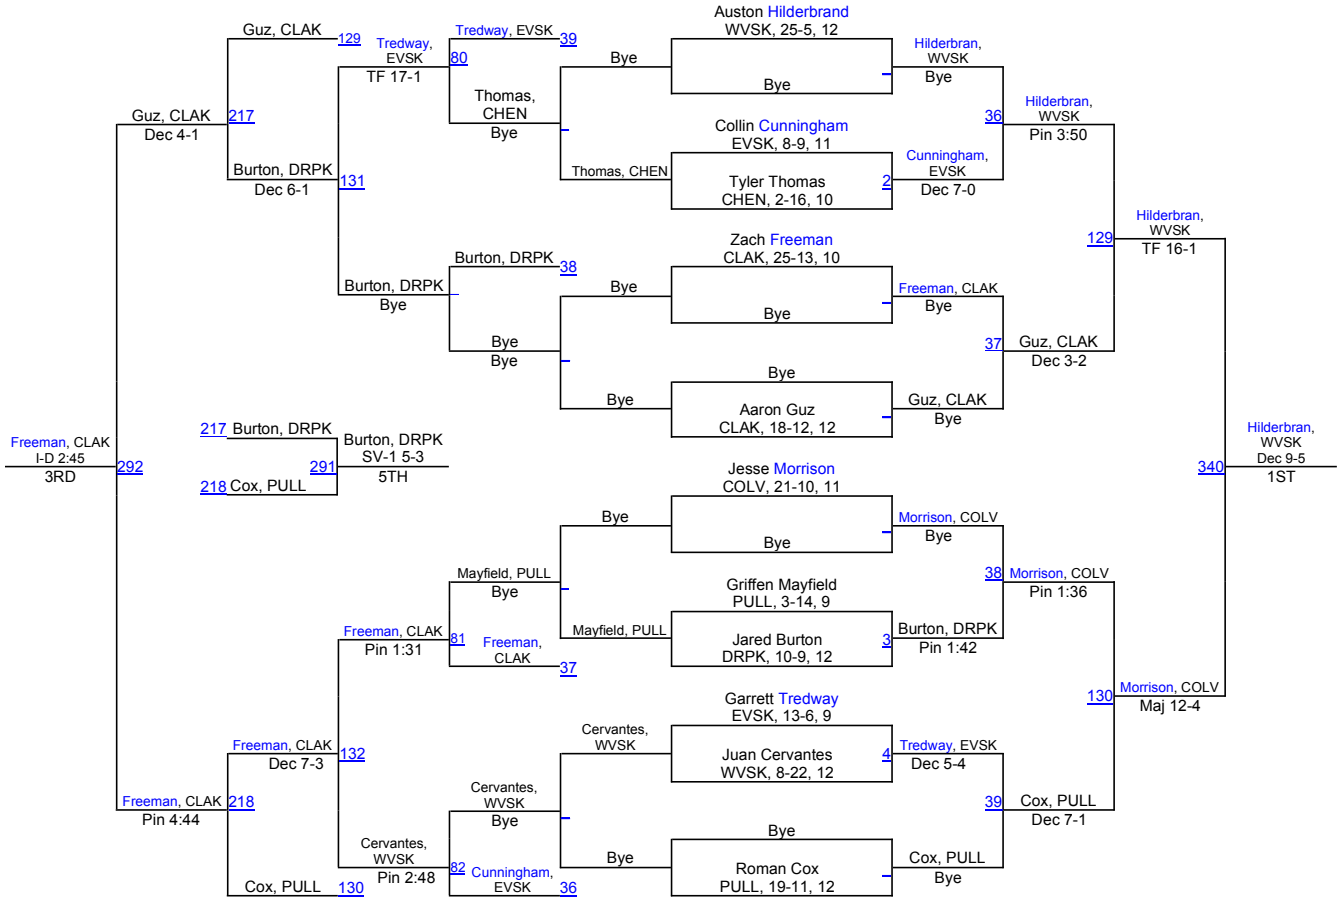 Auston Hilderbrand
WVSK, 25-5, 12
Bye
Collin Cunningham
EVSK, 8-9, 11
Tyler Thomas
CHEN, 2-16, 10
2
Zach Freeman
CLAK, 25-13, 10
Bye
Bye
Aaron Guz
CLAK, 18-12, 12
Jesse Morrison
COLV, 21-10, 11
Bye
Griffen Mayfield
PULL, 3-14, 9
Jared Burton
DRPK, 10-9, 12
3
Garrett Tredway
EVSK, 13-6, 9
Juan Cervantes
WVSK, 8-22, 12
4
Bye
Roman Cox
PULL, 19-11, 12
Hilderbran,
WVSK
Bye
36
Cunningham,
EVSK
Dec 7-0
Freeman, CLAK
Bye
37
Guz, CLAK
Bye
Morrison, COLV
Bye
38
Burton, DRPK
Pin 1:42
Tredway, EVSK
Dec 5-4
39
Cox, PULL
Bye
Hilderbran,
WVSK
Pin 3:50
129
Guz, CLAK
Dec 3-2
Morrison, COLV
Pin 1:36
130
Cox, PULL
Dec 7-1
Hilderbran,
WVSK
TF 16-1
340
Morrison, COLV
Maj 12-4
Hilderbran,
WVSK
Dec 9-5
1ST
Bye
Thomas, CHEN
Bye
Bye
Bye
Mayfield, PULL
Cervantes,
WVSK
Bye
Tredway, EVSK
39
80
Thomas,
CHEN
Bye
Burton, DRPK
38
Bye
Bye
Mayfield, PULL
Bye
81
Freeman,
CLAK
37
Cervantes,
WVSK
Bye
82
Cunningham,
EVSK
36
Tredway,
EVSK
TF 17-1
131
Burton, DRPK
Bye
Freeman, CLAK
Pin 1:31
132
Cervantes,
WVSK
Pin 2:48
Guz, CLAK
129
217
Burton, DRPK
Dec 6-1
Freeman, CLAK
Dec 7-3
218
Cox, PULL
130
Guz, CLAK
Dec 4-1
292
Freeman, CLAK
Pin 4:44
Freeman, CLAK
I-D 2:45
3RD
217 Burton, DRPK
291
218 Cox, PULL
Burton, DRPK
SV-1 5-3
5TH